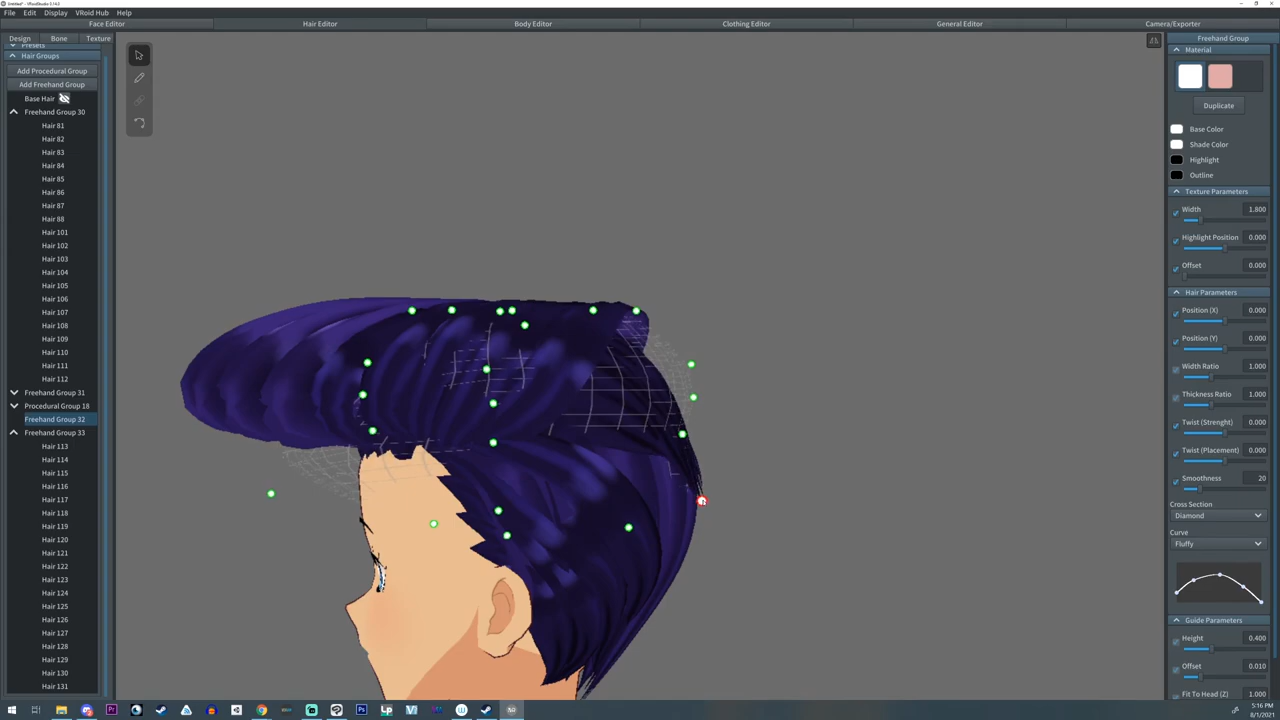 Untitled* - VRoidStudio
File Edit Display VRoid Hub Help
Face Editor Hair Editor Body Editor Clothing Editor General Editor Camera/Exporter
Design Bone Texture
Presets
Hair Groups
Add Procedural Group
Add Freehand Group
Base Hair
Freehand Group 30
Hair 81
Hair 82
Hair 83
Hair 84
Hair 85
Hair 86
Hair 87
Hair 88
Hair 101
Hair 102
Hair 103
Hair 104
Hair 105
Hair 106
Hair 107
Hair 108
Hair 109
Hair 110
Hair 111
Hair 112
Freehand Group 31
Procedural Group 18
Freehand Group 32
Freehand Group 33
Hair 113
Hair 114
Hair 115
Hair 116
Hair 117
Hair 118
Hair 119
Hair 120
Hair 121
Hair 122
Hair 123
Hair 124
Hair 125
Hair 126
Hair 127
Hair 128
Hair 129
Hair 130
Hair 131
Freehand Group
Material
Duplicate
Base Color
Shade Color
Highlight
Outline
Texture Parameters
Width 1.800
Highlight Position 0.000
Offset 0.000
Hair Parameters
Position (X) 0.000
Position (Y) 0.000
Width Ratio 1.000
Thickness Ratio 1.000
Twist (Strenght) 0.000
Twist (Placement) 0.000
Smoothness 20
Cross Section
Diamond
Curve
Fluffy
Guide Parameters
Height 0.400
Offset 0.010
Fit To Head (Z) 1.000
5:16 PM
8/1/2021